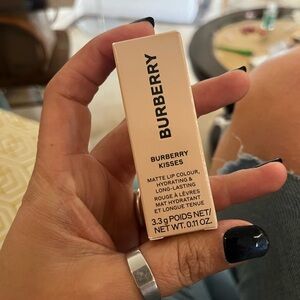 BURBERRY
BURBERRY
KISSES
MATTE LIP COLOUR,
HYDRATING &
LONG-LASTING
ROUGE À LÈVRES
MAT HYDRATANT
ET LONGUE TENUE
3.3 g POIDS NET/
NET WT. 0.11 OZ.